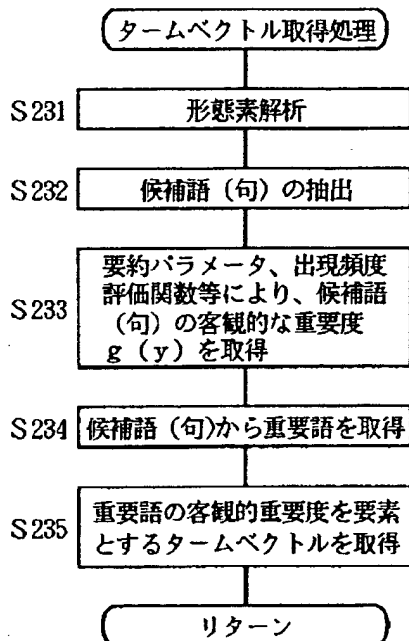 タームベクトル取得処理
S231
形態素解析
S232
候補語(句)の抽出
S233
要約パラメータ、出現頻度
評価関数等により、候補語
(句)の客観的な重要度
g(y)を取得
S234
候補語(句)から重要語を取得
S235
重要語の客観的重要度を要素
とするタームベクトルを取得
リターン